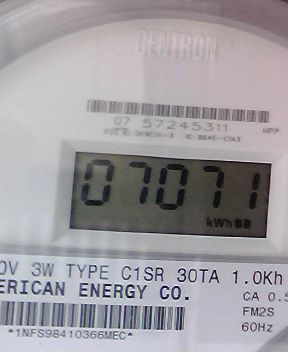 CENTRON®
07 57245311
07071
kWh
0V 3W TYPE C1SR 30TA 1.0Kh
ERICAN ENERGY CO.
CA 0.5
FM2S
60Hz
*1NFS98410366MEC*